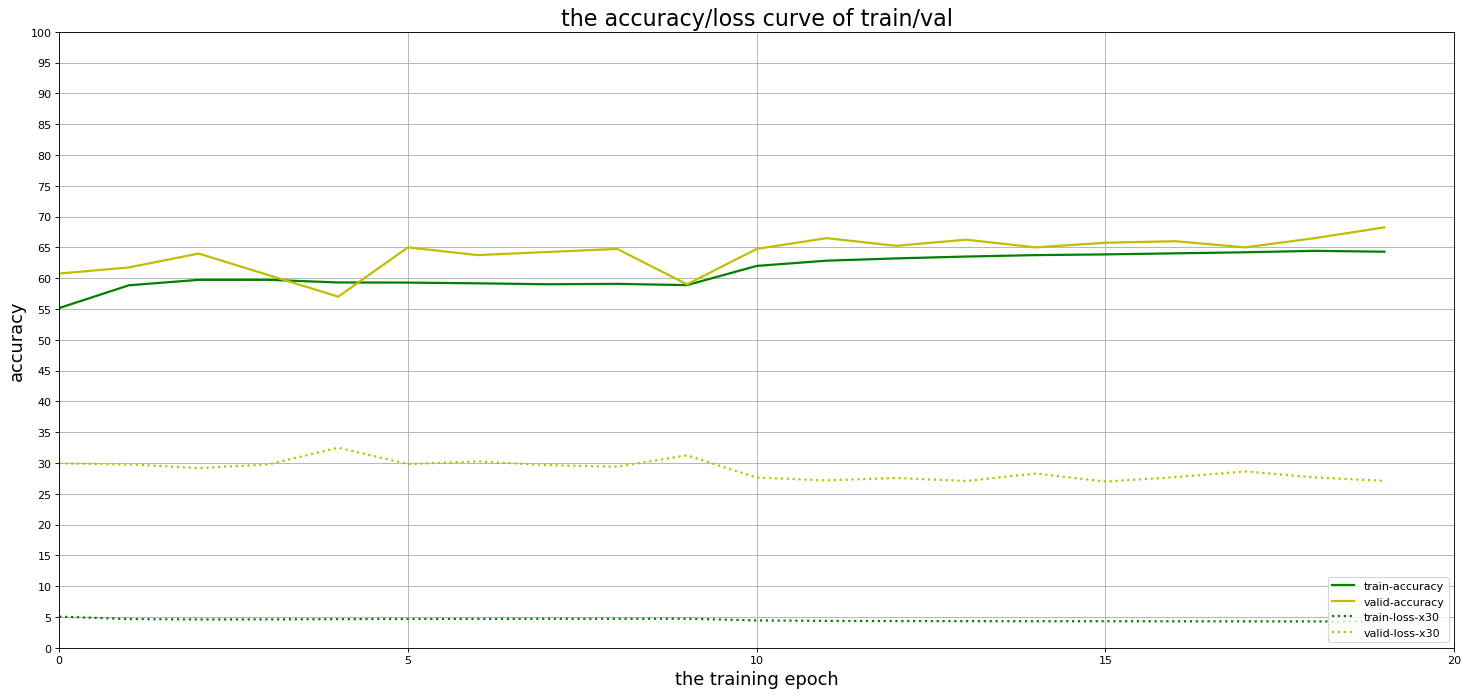 the accuracy/loss curve of train/val
100
95
90
85
80
75
70
65
60
55
50
45
40
35
30
25
20
15
10
5
0
accuracy
train-accuracy
valid-accuracy
train-loss-x30
valid-loss-x30
0 5 10 15 20
the training epoch